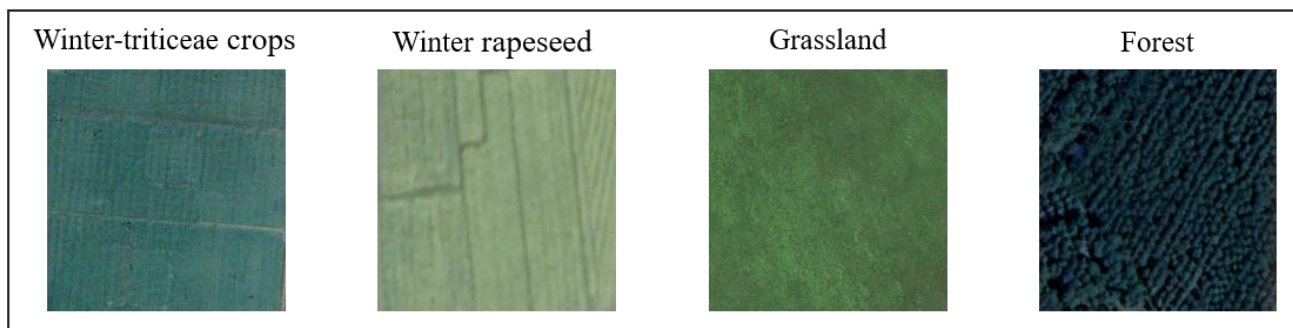 Winter-triticeae crops
Winter rapeseed
Grassland
Forest